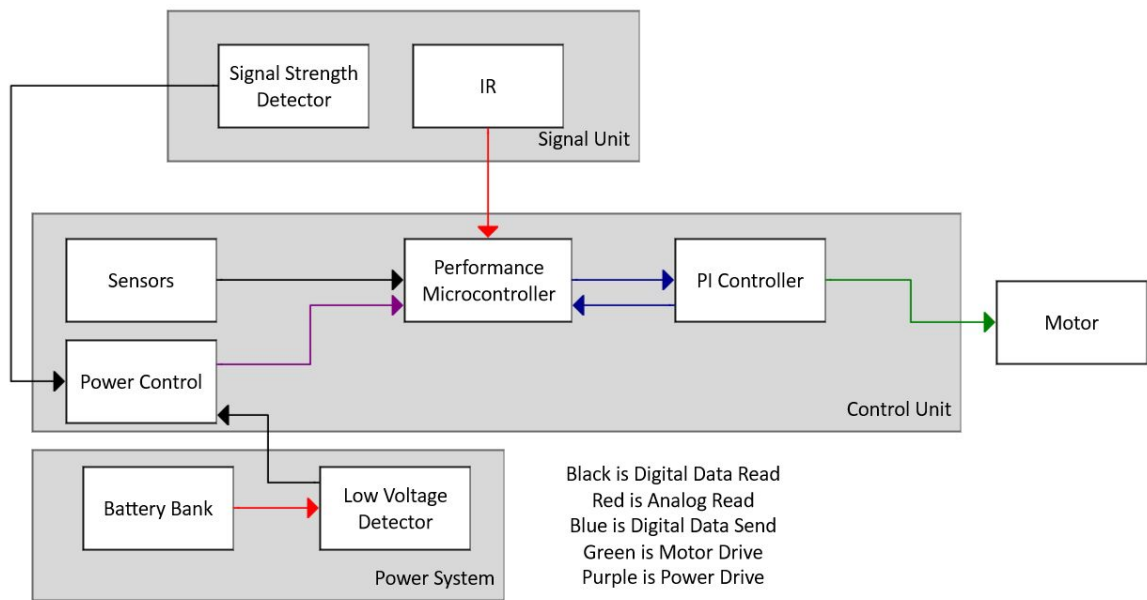 Signal Strength
Detector
IR
Signal Unit
Sensors
Performance
Microcontroller
PI Controller
Motor
Power Control
Control Unit
Battery Bank
Low Voltage
Detector
Power System
Black is Digital Data Read
Red is Analog Read
Blue is Digital Data Send
Green is Motor Drive
Purple is Power Drive